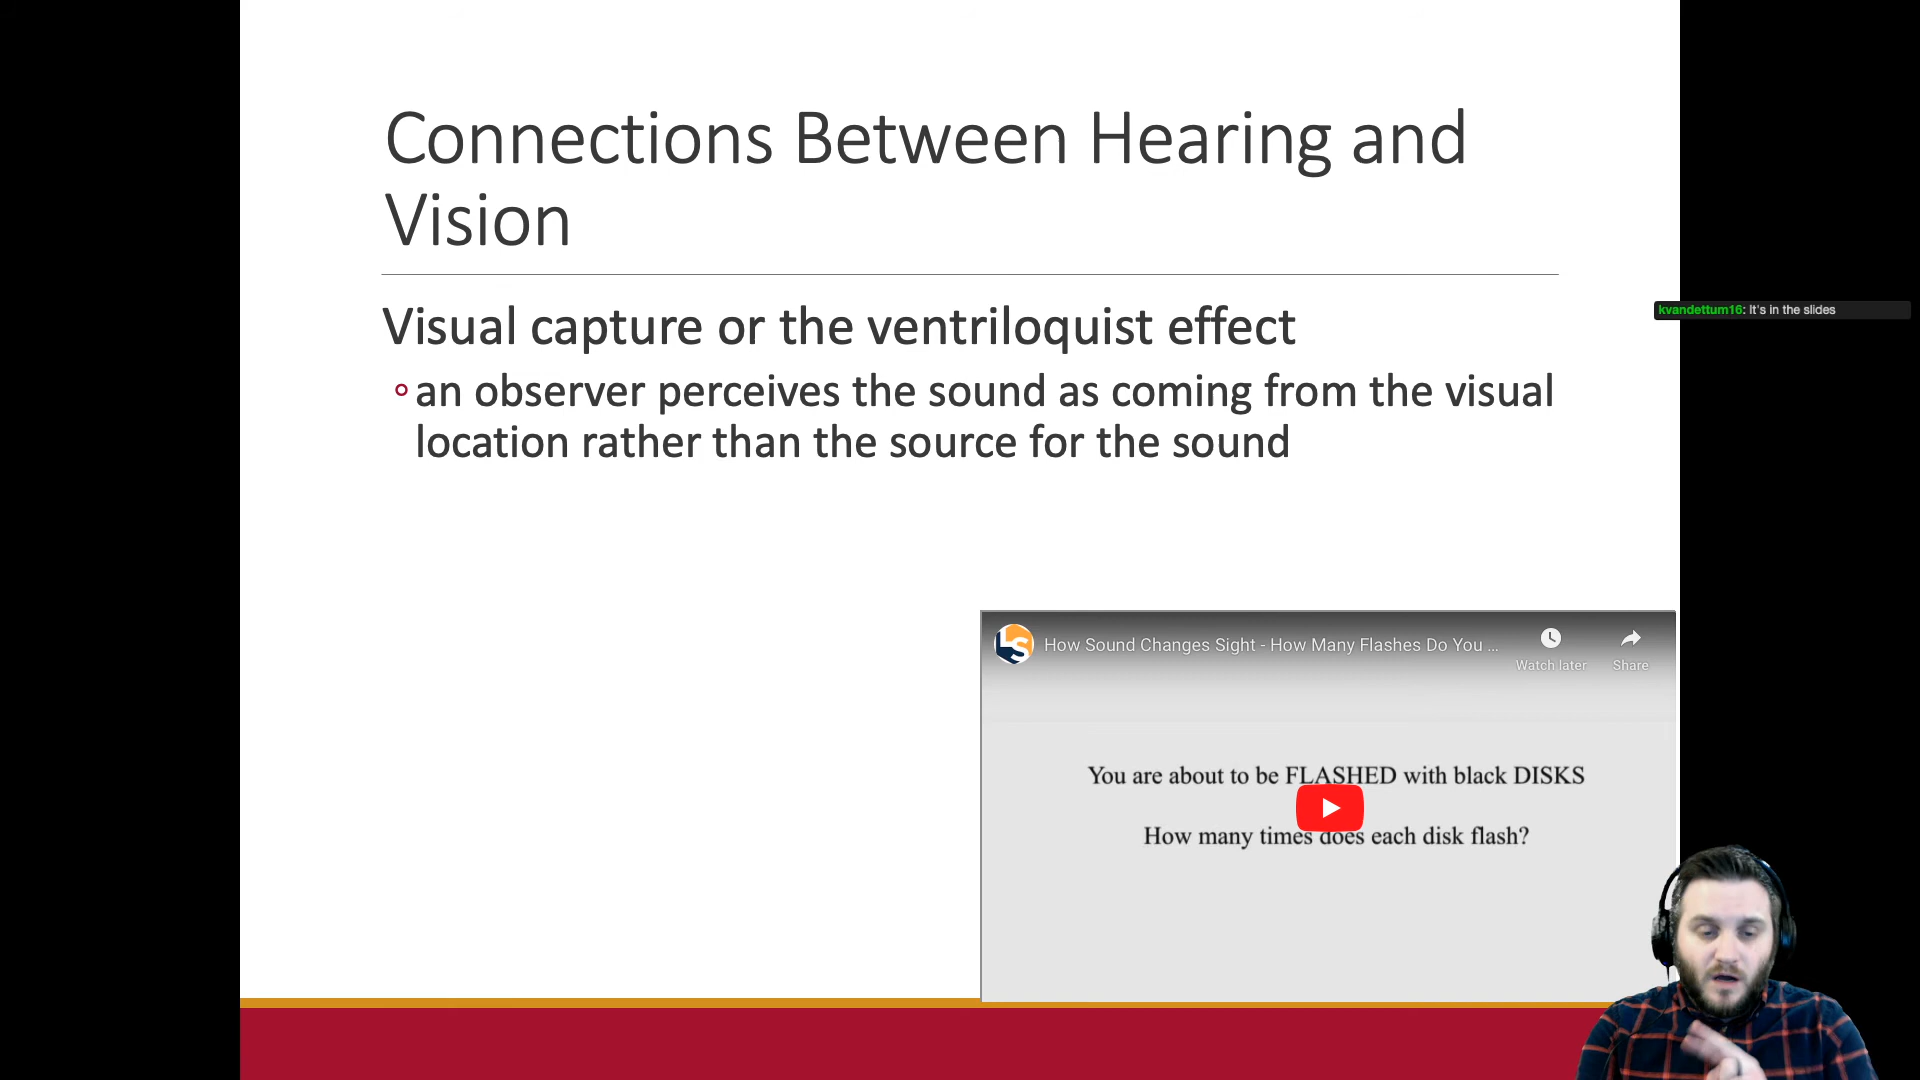 Connections Between Hearing and
Vision
Visual capture or the ventriloquist effect
an observer perceives the sound as coming from the visual
location rather than the source for the sound
kvandettum16: It's in the slides
LS
How Sound Changes Sight - How Many Flashes Do You ...
Watch later
Share
You are about to be FLASHED with black DISKS
How many times does each disk flash?